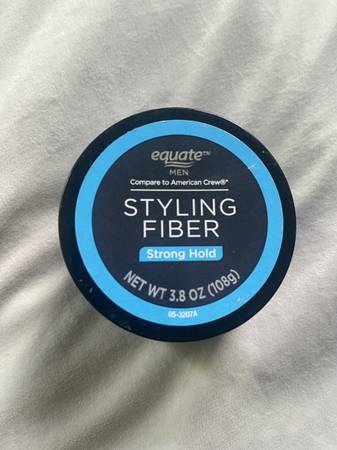 equate™
MEN
Compare to American Crew®*
STYLING
FIBER
Strong Hold
NET WT 3.8 OZ (108g)
05-3207A